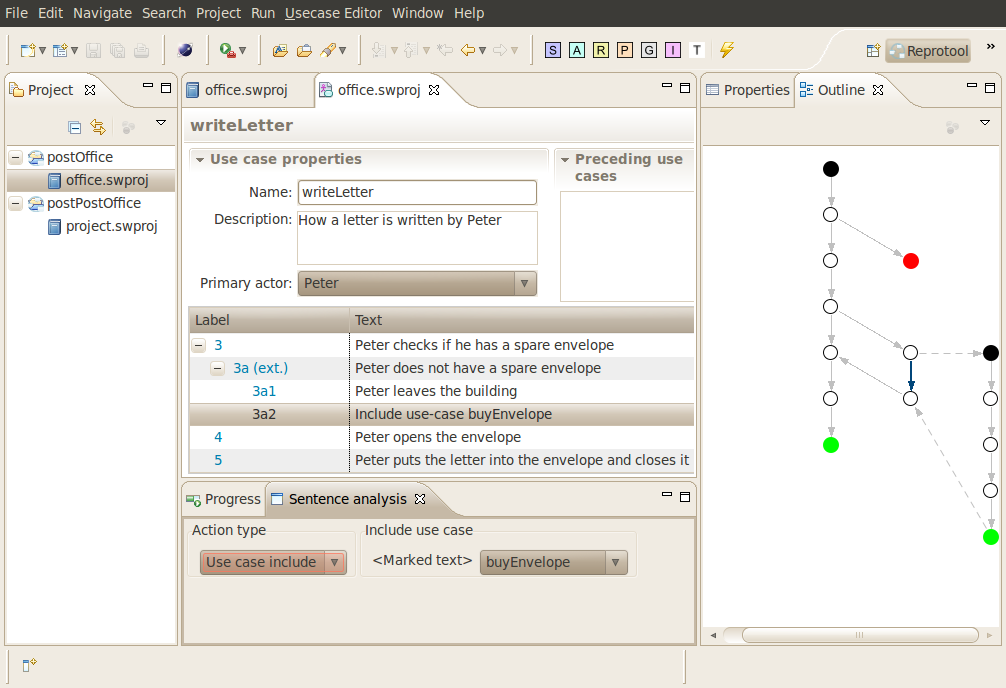 File Edit Navigate Search Project Run Usecase Editor Window Help
S A R P G I T
Reprotool »
Project
office.swproj
office.swproj
Properties
Outline
postOffice
office.swproj
postPostOffice
project.swproj
writeLetter
Use case properties
Preceding use
cases
Name: writeLetter
Description: How a letter is written by Peter
Primary actor: Peter
Label Text
3 Peter checks if he has a spare envelope
3a (ext.) Peter does not have a spare envelope
3a1 Peter leaves the building
3a2 Include use-case buyEnvelope
4 Peter opens the envelope
5 Peter puts the letter into the envelope and closes it
Progress
Sentence analysis
Action type
Include use case
Use case include
<Marked text> buyEnvelope